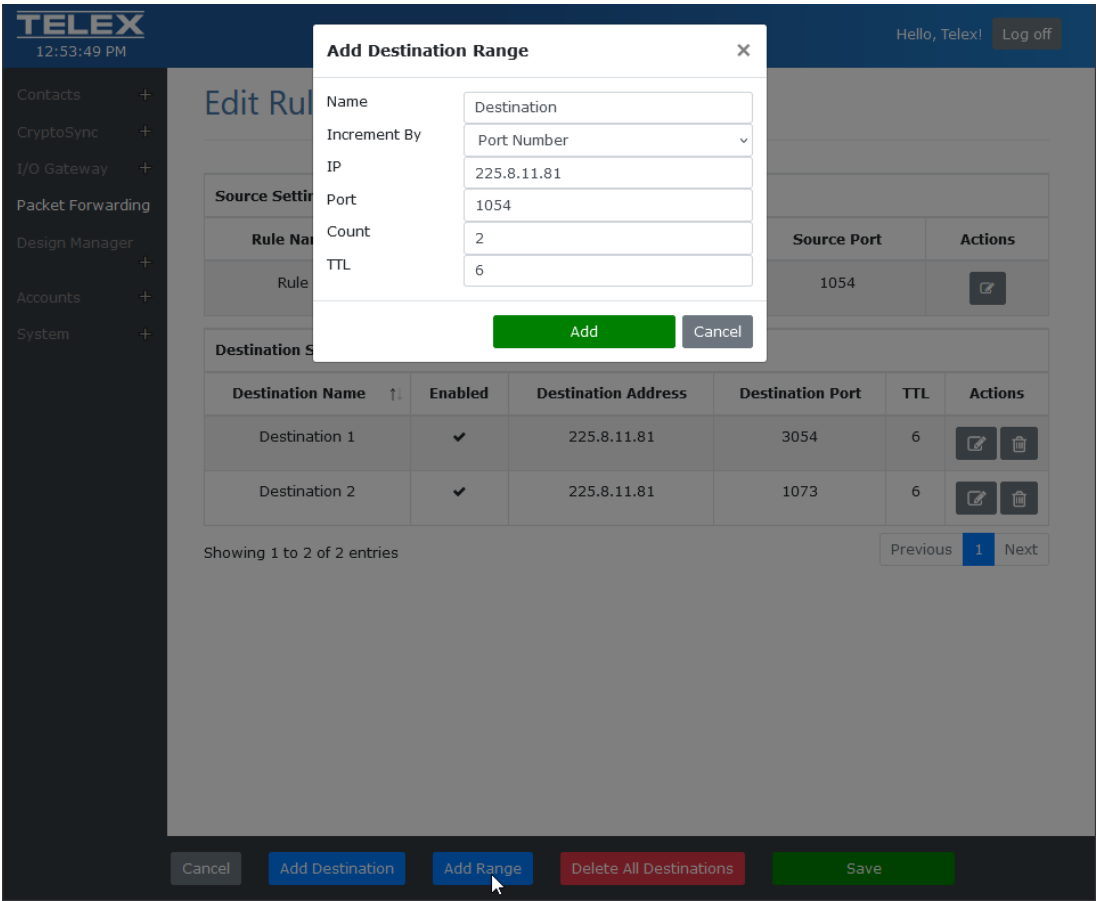 TELEX
12:53:49 PM
Hello, Telex! Log off
Contacts +
CryptoSync +
I/O Gateway +
Packet Forwarding
Design Manager +
Accounts +
System +
Edit Rul
Add Destination Range ×
Name Destination
Increment By Port Number
IP 225.8.11.81
Port 1054
Count 2
TTL 6
Add Cancel
Source Settin
Rule Nam Source Port Actions
Rule 1054
Destination S
Destination Name ↑↓ Enabled Destination Address Destination Port TTL Actions
Destination 1 ✔ 225.8.11.81 3054 6
Destination 2 ✔ 225.8.11.81 1073 6
Showing 1 to 2 of 2 entries
Previous 1 Next
Cancel Add Destination Add Range Delete All Destinations Save